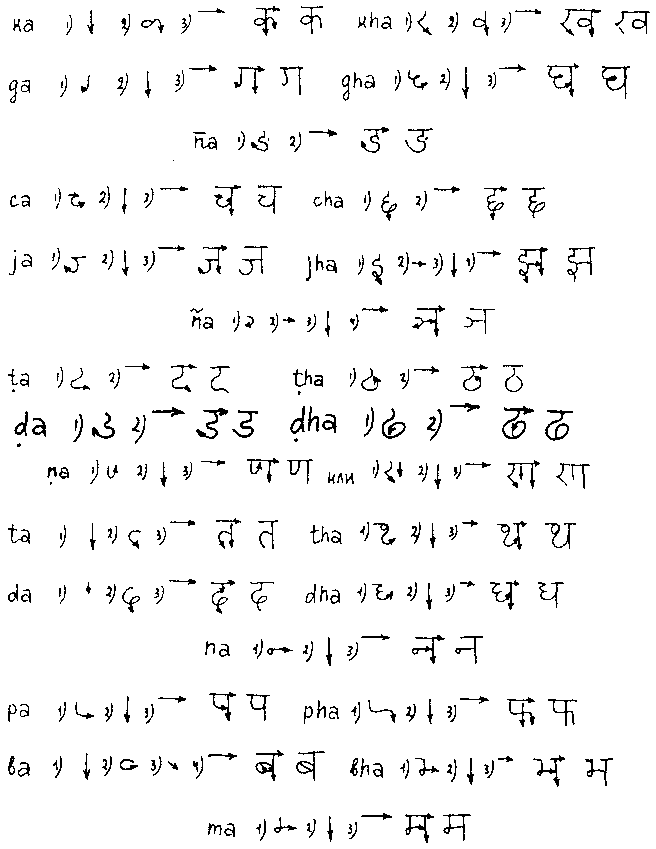 ка 1) 2) 3) क क kha 1) 2) 3) ख ख
ga 1) 2) 3) ग ग gha 1) 2) 3) घ घ
n̄a 1) 2) ङ ङ
ca 1) 2) 3) च च cha 1) 2) छ छ
ja 1) 2) 3) ज ज jha 1) 2) 3) 4) झ झ
ña 1) 2) 3) 4) ञ ञ
ṭa 1) 2) ट ट ṭha 1) 2) ठ ठ
ḍa 1) 2) ड ड ḍha 1) 2) ढ ढ
ṇa 1) 2) 3) ण ण или 1) 2) 3) ण ण
ta 1) 2) 3) त त tha 1) 2) 3) थ थ
da 1) 2) 3) द द dha 1) 2) 3) ध ध
na 1) 2) 3) न न
pa 1) 2) 3) प प pha 1) 2) 3) फ फ
ba 1) 2) 3) 4) ब ब bha 1) 2) 3) भ भ
ma 1) 2) 3) म म